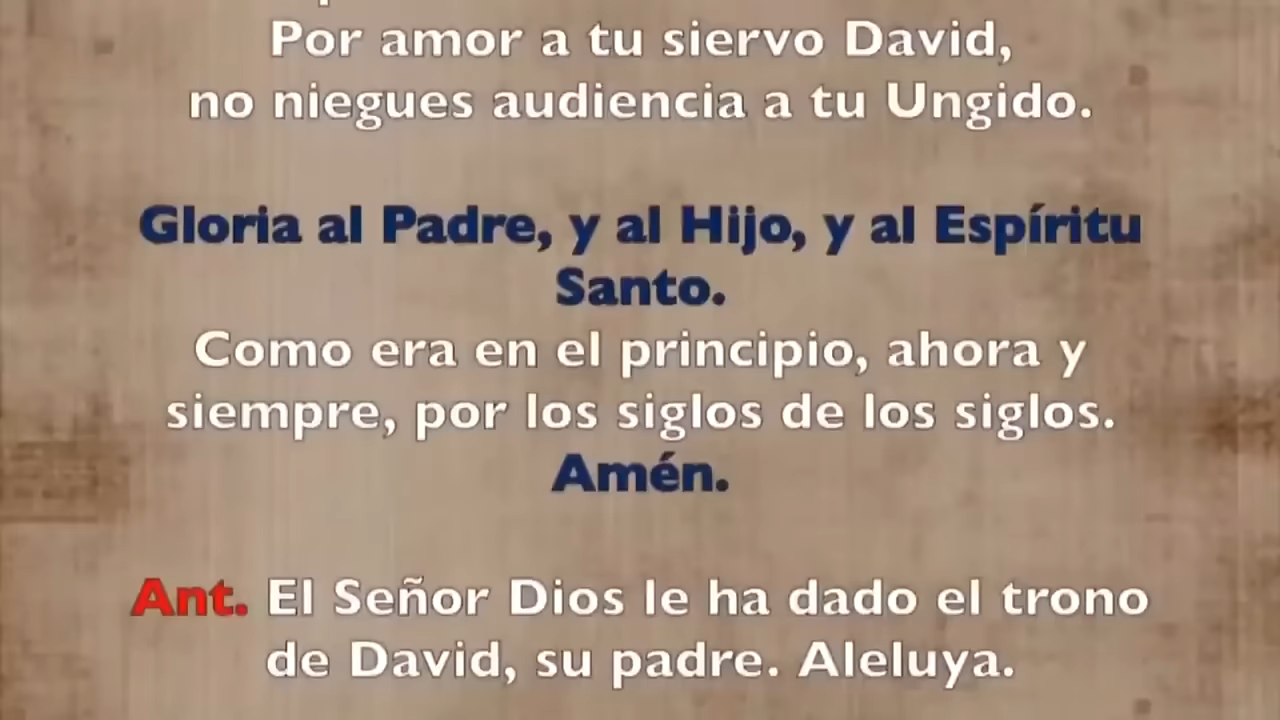 Por amor a tu siervo David,
no niegues audiencia a tu Ungido.
Gloria al Padre, y al Hijo, y al Espíritu
Santo.
Como era en el principio, ahora y
siempre, por los siglos de los siglos.
Amén.
Ant. El Señor Dios le ha dado el trono
de David, su padre. Aleluya.